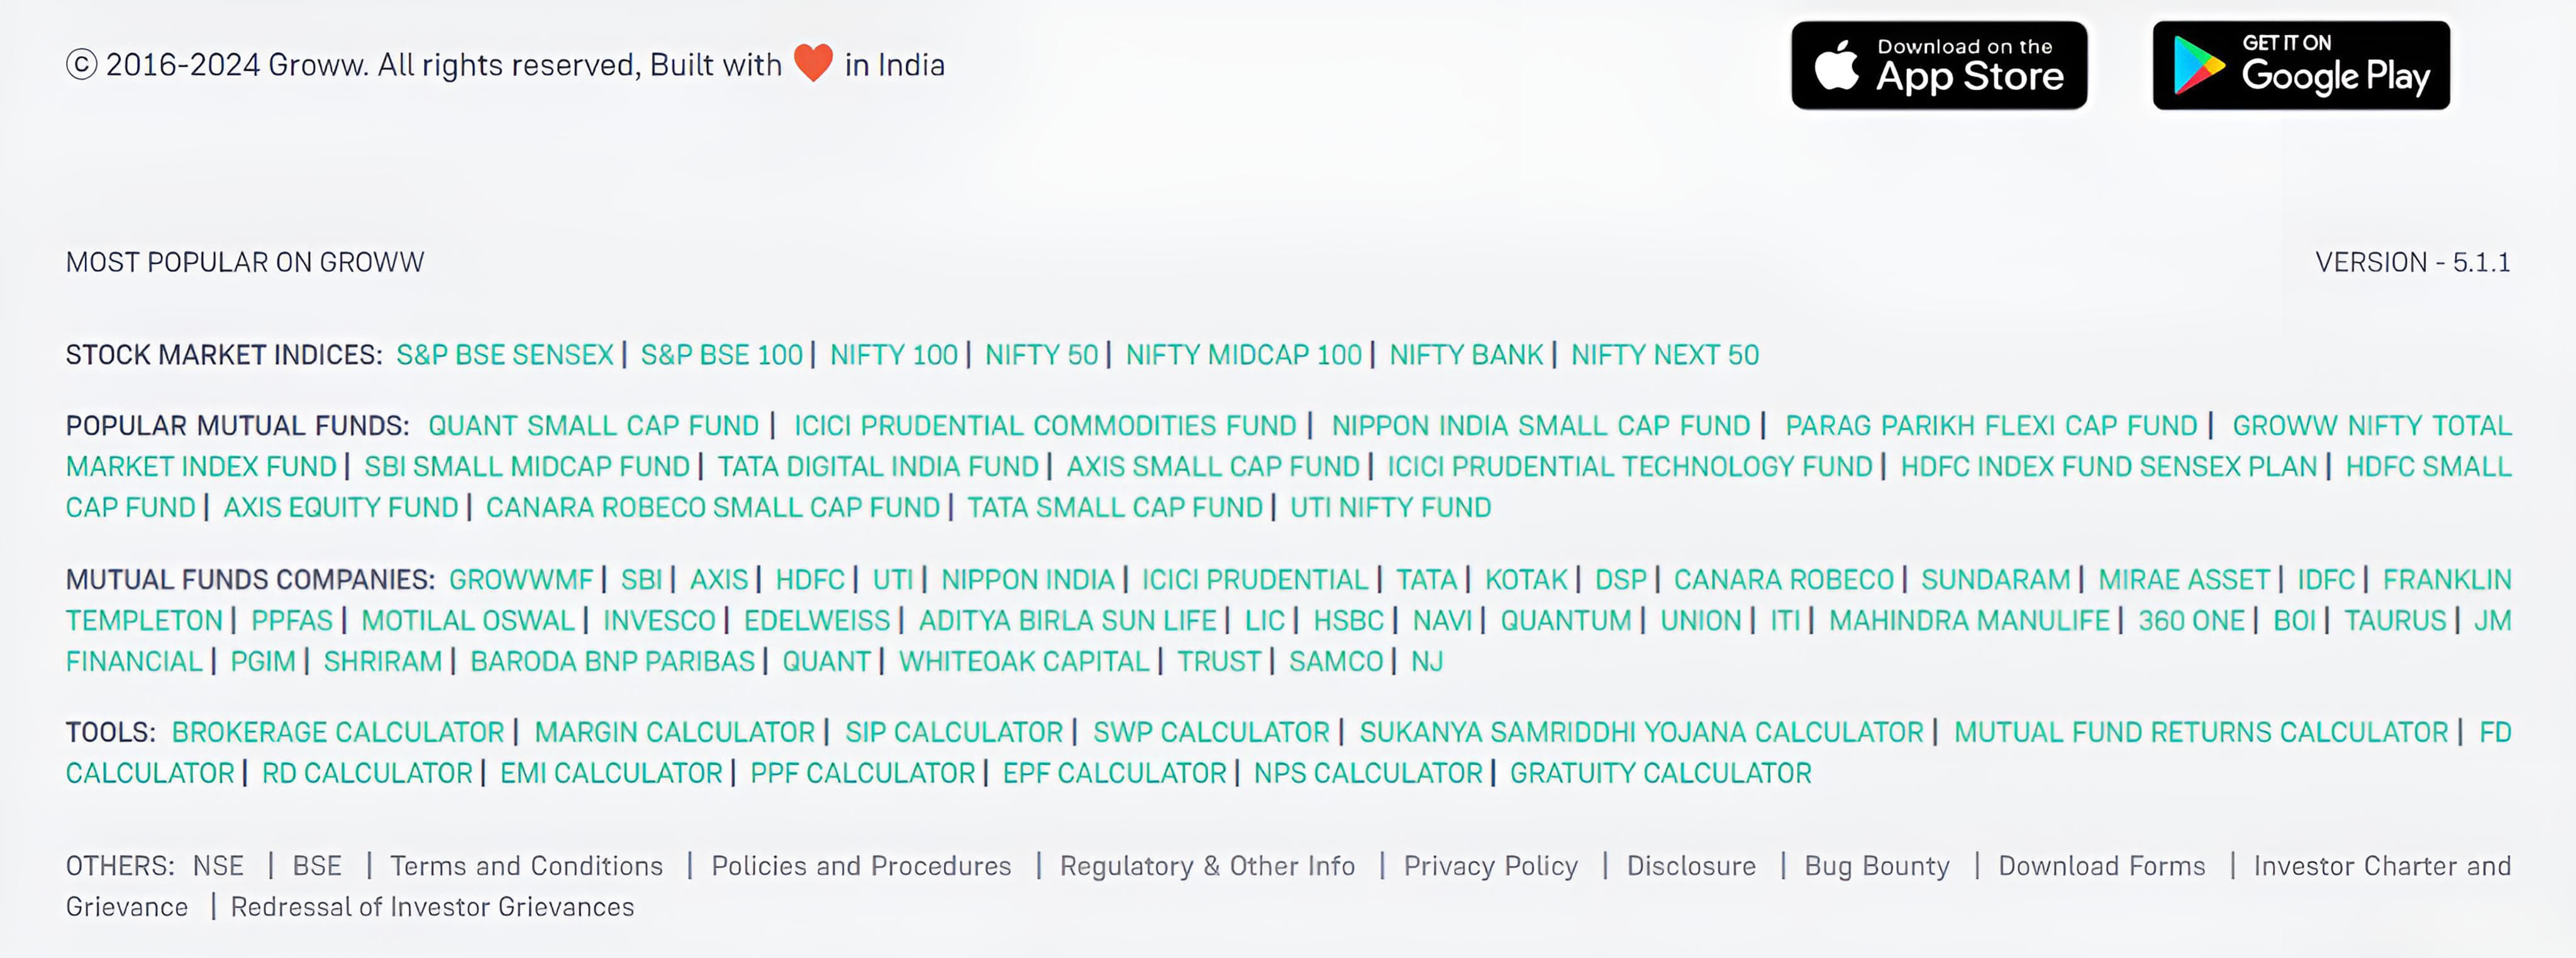 © 2016-2024 Groww. All rights reserved, Built with ❤ in India
Download on the
App Store
GET IT ON
Google Play
MOST POPULAR ON GROWW
VERSION - 5.1.1
STOCK MARKET INDICES: S&P BSE SENSEX | S&P BSE 100 | NIFTY 100 | NIFTY 50 | NIFTY MIDCAP 100 | NIFTY BANK | NIFTY NEXT 50
POPULAR MUTUAL FUNDS: QUANT SMALL CAP FUND | ICICI PRUDENTIAL COMMODITIES FUND | NIPPON INDIA SMALL CAP FUND | PARAG PARIKH FLEXI CAP FUND | GROWW NIFTY TOTAL
MARKET INDEX FUND | SBI SMALL MIDCAP FUND | TATA DIGITAL INDIA FUND | AXIS SMALL CAP FUND | ICICI PRUDENTIAL TECHNOLOGY FUND | HDFC INDEX FUND SENSEX PLAN | HDFC SMALL
CAP FUND | AXIS EQUITY FUND | CANARA ROBECO SMALL CAP FUND | TATA SMALL CAP FUND | UTI NIFTY FUND
MUTUAL FUNDS COMPANIES: GROWWMF | SBI | AXIS | HDFC | UTI | NIPPON INDIA | ICICI PRUDENTIAL | TATA | KOTAK | DSP | CANARA ROBECO | SUNDARAM | MIRAE ASSET | IDFC | FRANKLIN
TEMPLETON | PPFAS | MOTILAL OSWAL | INVESCO | EDELWEISS | ADITYA BIRLA SUN LIFE | LIC | HSBC | NAVI | QUANTUM | UNION | ITI | MAHINDRA MANULIFE | 360 ONE | BOI | TAURUS | JM
FINANCIAL | PGIM | SHRIRAM | BARODA BNP PARIBAS | QUANT | WHITEOAK CAPITAL | TRUST | SAMCO | NJ
TOOLS: BROKERAGE CALCULATOR | MARGIN CALCULATOR | SIP CALCULATOR | SWP CALCULATOR | SUKANYA SAMRIDDHI YOJANA CALCULATOR | MUTUAL FUND RETURNS CALCULATOR | FD
CALCULATOR | RD CALCULATOR | EMI CALCULATOR | PPF CALCULATOR | EPF CALCULATOR | NPS CALCULATOR | GRATUITY CALCULATOR
OTHERS: NSE | BSE | Terms and Conditions | Policies and Procedures | Regulatory & Other Info | Privacy Policy | Disclosure | Bug Bounty | Download Forms | Investor Charter and
Grievance | Redressal of Investor Grievances